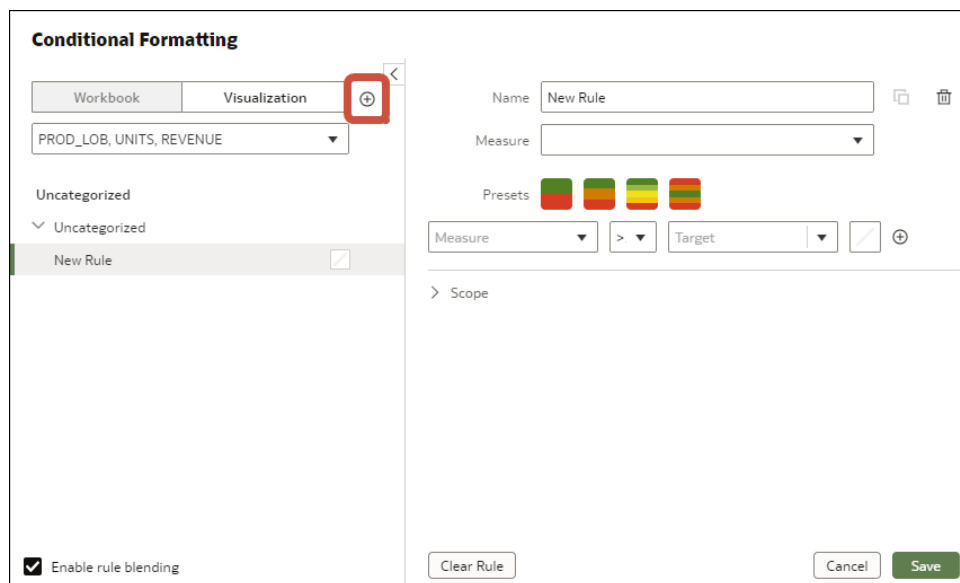 Conditional Formatting
Workbook
Visualization
PROD_LOB, UNITS, REVENUE
Uncategorized
Uncategorized
New Rule
Enable rule blending
Name
New Rule
Measure
Presets
Measure
>
Target
Scope
Clear Rule
Cancel
Save